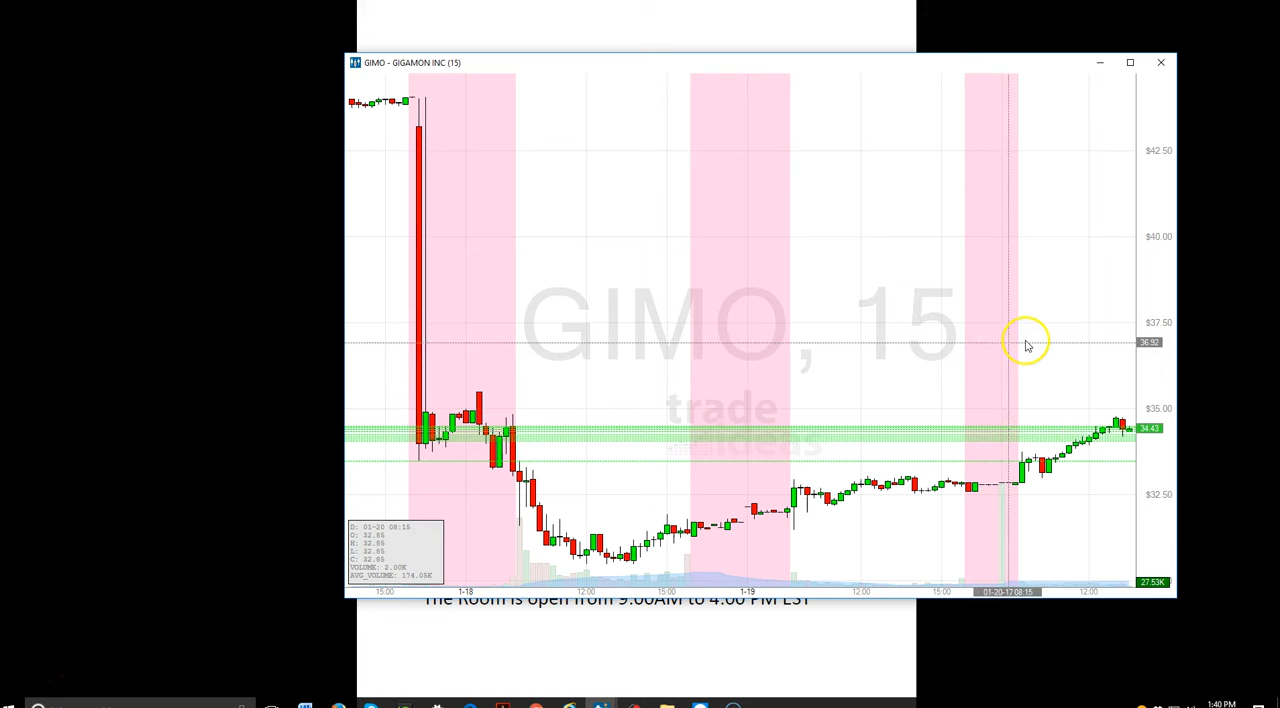 GIMO - GIGAMON INC (15)
$42.50
$40.00
GIMO, 15
$37.50
36.92
trade
ideas
$35.00
34.43
$32.50
D: 01-20 08:15
O: 32.85
H: 32.85
L: 32.85
C: 32.85
VOLUME: 2.00K
AVG_VOLUME: 174.05K
27.53K
15:00 1-18 12:00 15:00 1-19 12:00 15:00 01-20-17 08:15 12:00
The Room is open from 9:00AM to 4:00 PM EST
1:40 PM